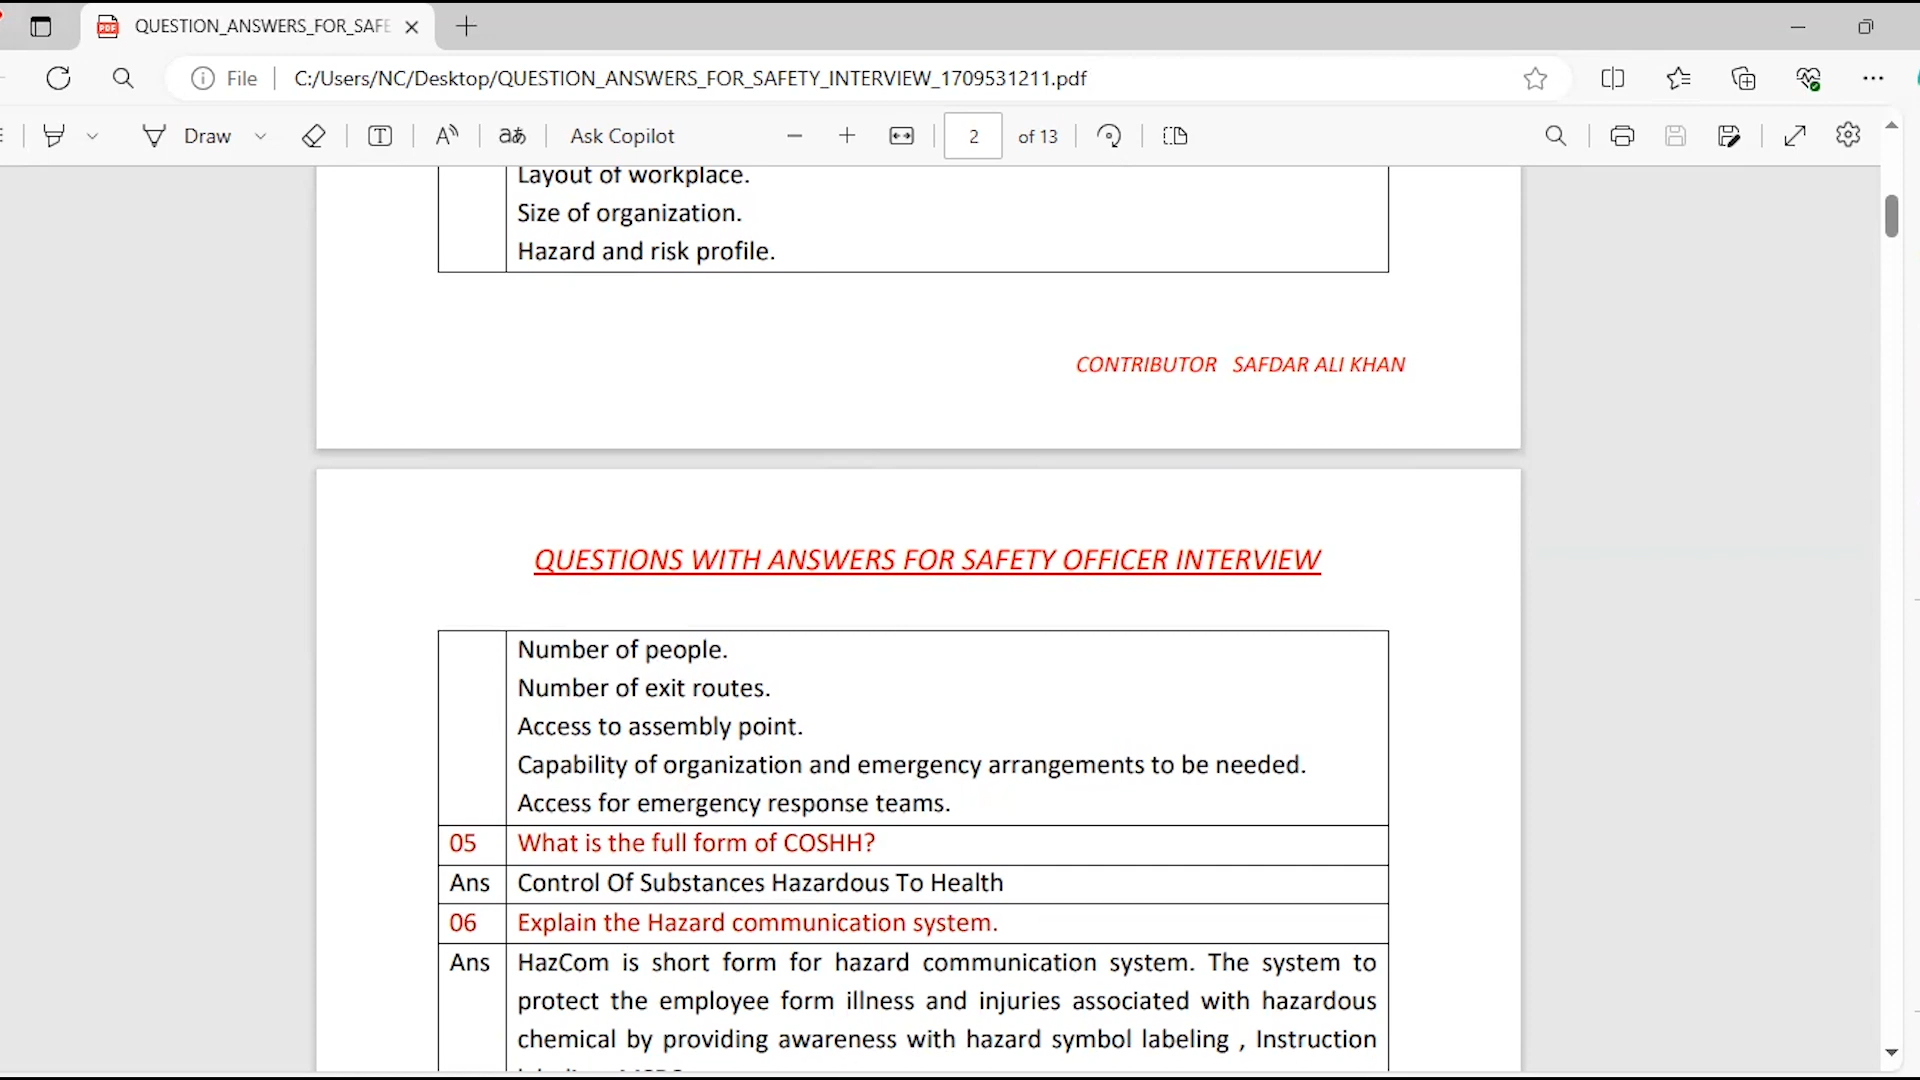 QUESTION_ANSWERS_FOR_SAFE
File
C:/Users/NC/Desktop/QUESTION_ANSWERS_FOR_SAFETY_INTERVIEW_1709531211.pdf
Draw
aあ
Ask Copilot
2 of 13
Layout of workplace.
Size of organization.
Hazard and risk profile.
CONTRIBUTOR SAFDAR ALI KHAN
QUESTIONS WITH ANSWERS FOR SAFETY OFFICER INTERVIEW
Number of people.
Number of exit routes.
Access to assembly point.
Capability of organization and emergency arrangements to be needed.
Access for emergency response teams.
05 What is the full form of COSHH?
Ans Control Of Substances Hazardous To Health
06 Explain the Hazard communication system.
Ans HazCom is short form for hazard communication system. The system to
protect the employee form illness and injuries associated with hazardous
chemical by providing awareness with hazard symbol labeling , Instruction